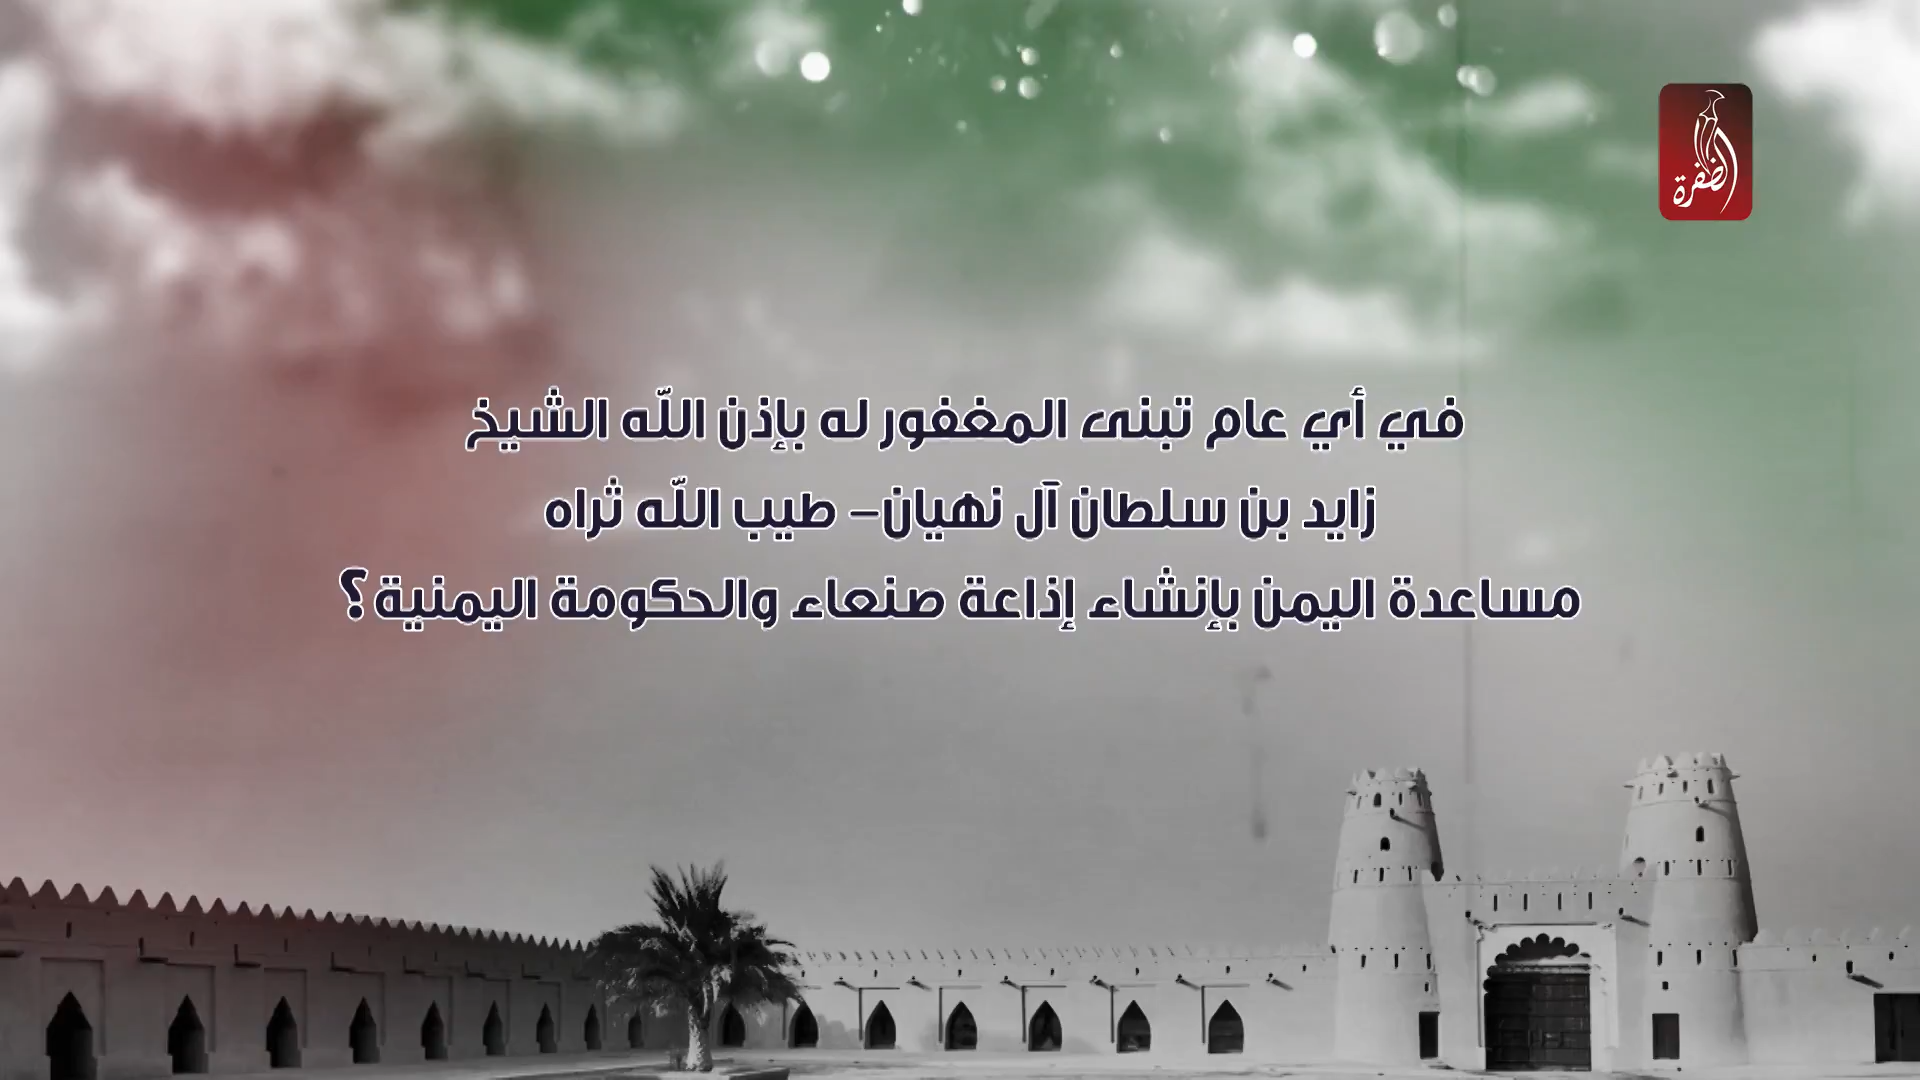 الظفرة
في أي عام تبنى المغفور له بإذن الله الشيخ
زايد بن سلطان آل نهيان- طيب الله ثراه
مساعدة اليمن بإنشاء إذاعة صنعاء والحكومة اليمنية؟